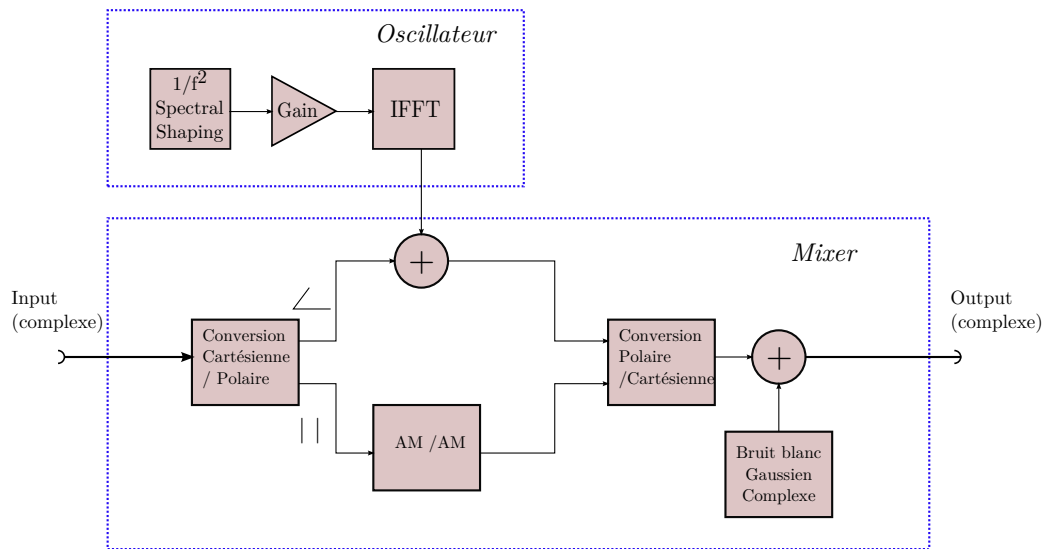 Oscillateur
1/f²
Spectral
Shaping
Gain
IFFT
+
Mixer
Input
(complexe)
Conversion
Cartésienne
/ Polaire
| |
AM /AM
Conversion
Polaire
/Cartésienne
+
Bruit blanc
Gaussien
Complexe
Output
(complexe)